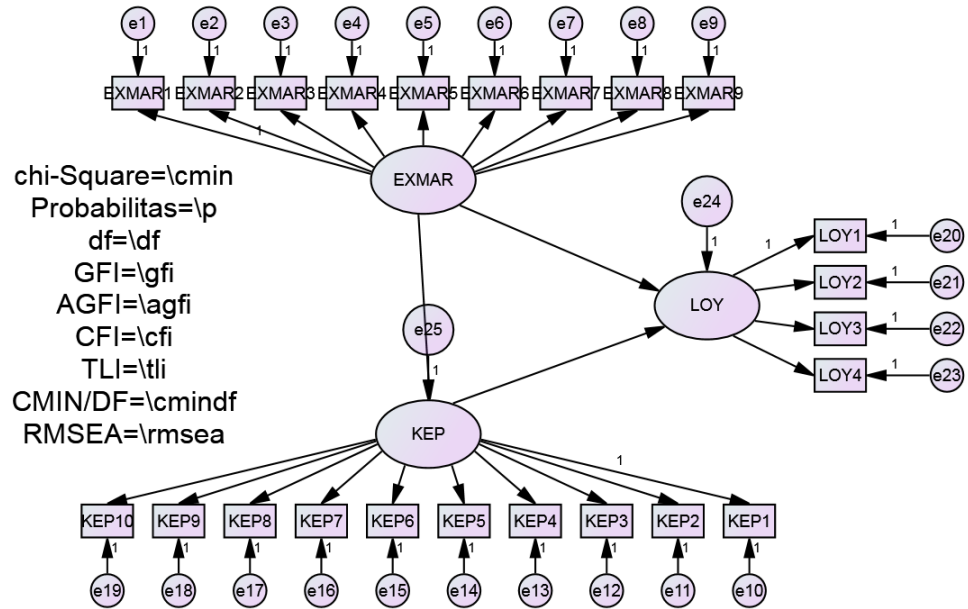 e1 e2 e3 e4 e5 e6 e7 e8 e9
1 1 1 1 1 1 1 1 1
EXMAR1 EXMAR2 EXMAR3 EXMAR4 EXMAR5 EXMAR6 EXMAR7 EXMAR8 EXMAR9
1
EXMAR
chi-Square=\cmin
Probabilitas=\p
df=\df
GFI=\gfi
AGFI=\agfi
CFI=\cfi
TLI=\tli
CMIN/DF=\cmindf
RMSEA=\rmsea
e24
1
LOY
1
LOY1 1 e20
LOY2 1 e21
LOY3 1 e22
LOY4 1 e23
e25
1
KEP
1
KEP10 KEP9 KEP8 KEP7 KEP6 KEP5 KEP4 KEP3 KEP2 KEP1
1 1 1 1 1 1 1 1 1 1
e19 e18 e17 e16 e15 e14 e13 e12 e11 e10